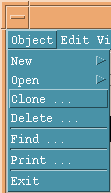 Object Edit Vi
New
Open
Clone ...
Delete ...
Find ...
Print ...
Exit